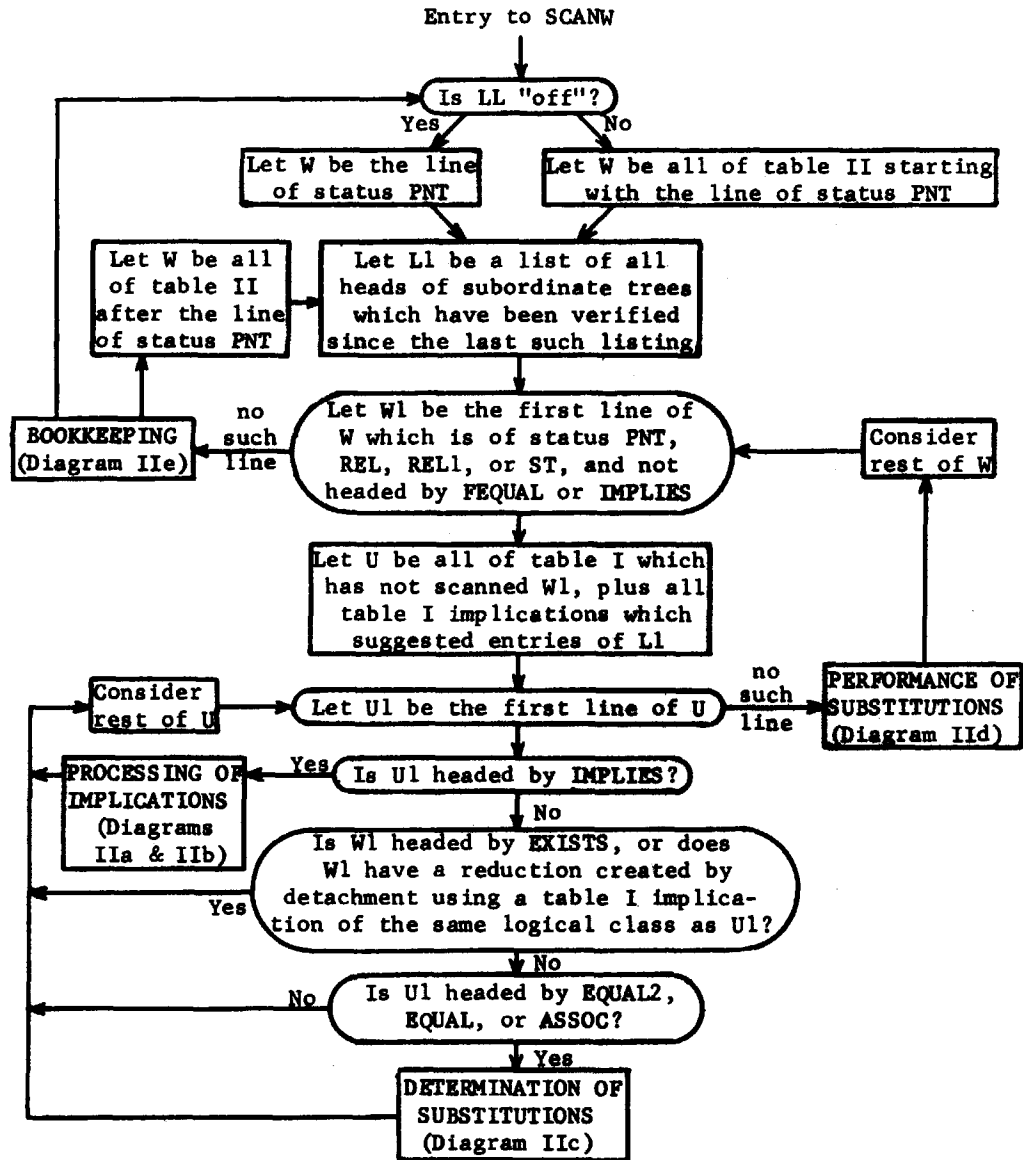 Entry to SCANW
Is LL "off"?
Yes
No
Let W be the line
of status PNT
Let W be all of table II starting
with the line of status PNT
Let W be all
of table II
after the line
of status PNT
Let L1 be a list of all
heads of subordinate trees
which have been verified
since the last such listing
BOOKKEEPING
(Diagram IIe)
no
such
line
Let W1 be the first line of
W which is of status PNT,
REL, REL1, or ST, and not
headed by FEQUAL or IMPLIES
Consider
rest of W
Let U be all of table I which
has not scanned W1, plus all
table I implications which
suggested entries of L1
Consider
rest of U
Let U1 be the first line of U
no
such
line
PERFORMANCE OF
SUBSTITUTIONS
(Diagram IId)
PROCESSING OF
IMPLICATIONS
(Diagrams
IIa & IIb)
Yes
Is U1 headed by IMPLIES?
No
Is W1 headed by EXISTS, or does
W1 have a reduction created by
detachment using a table I implica-
tion of the same logical class as U1?
Yes
No
Is U1 headed by EQUAL2,
EQUAL, or ASSOC?
No
Yes
DETERMINATION OF
SUBSTITUTIONS
(Diagram IIc)